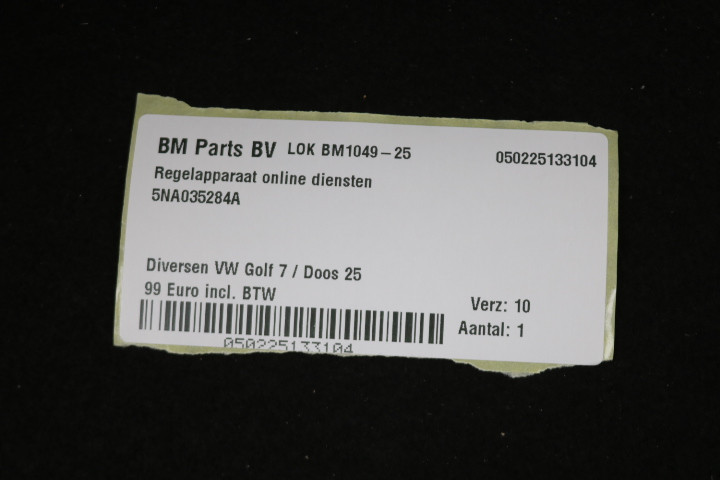 BM Parts BV LOK BM1049-25 050225133104
Regelapparaat online diensten
5NA035284A
Diversen VW Golf 7 / Doos 25
99 Euro incl. BTW
Verz: 10
Aantal: 1
050225133104